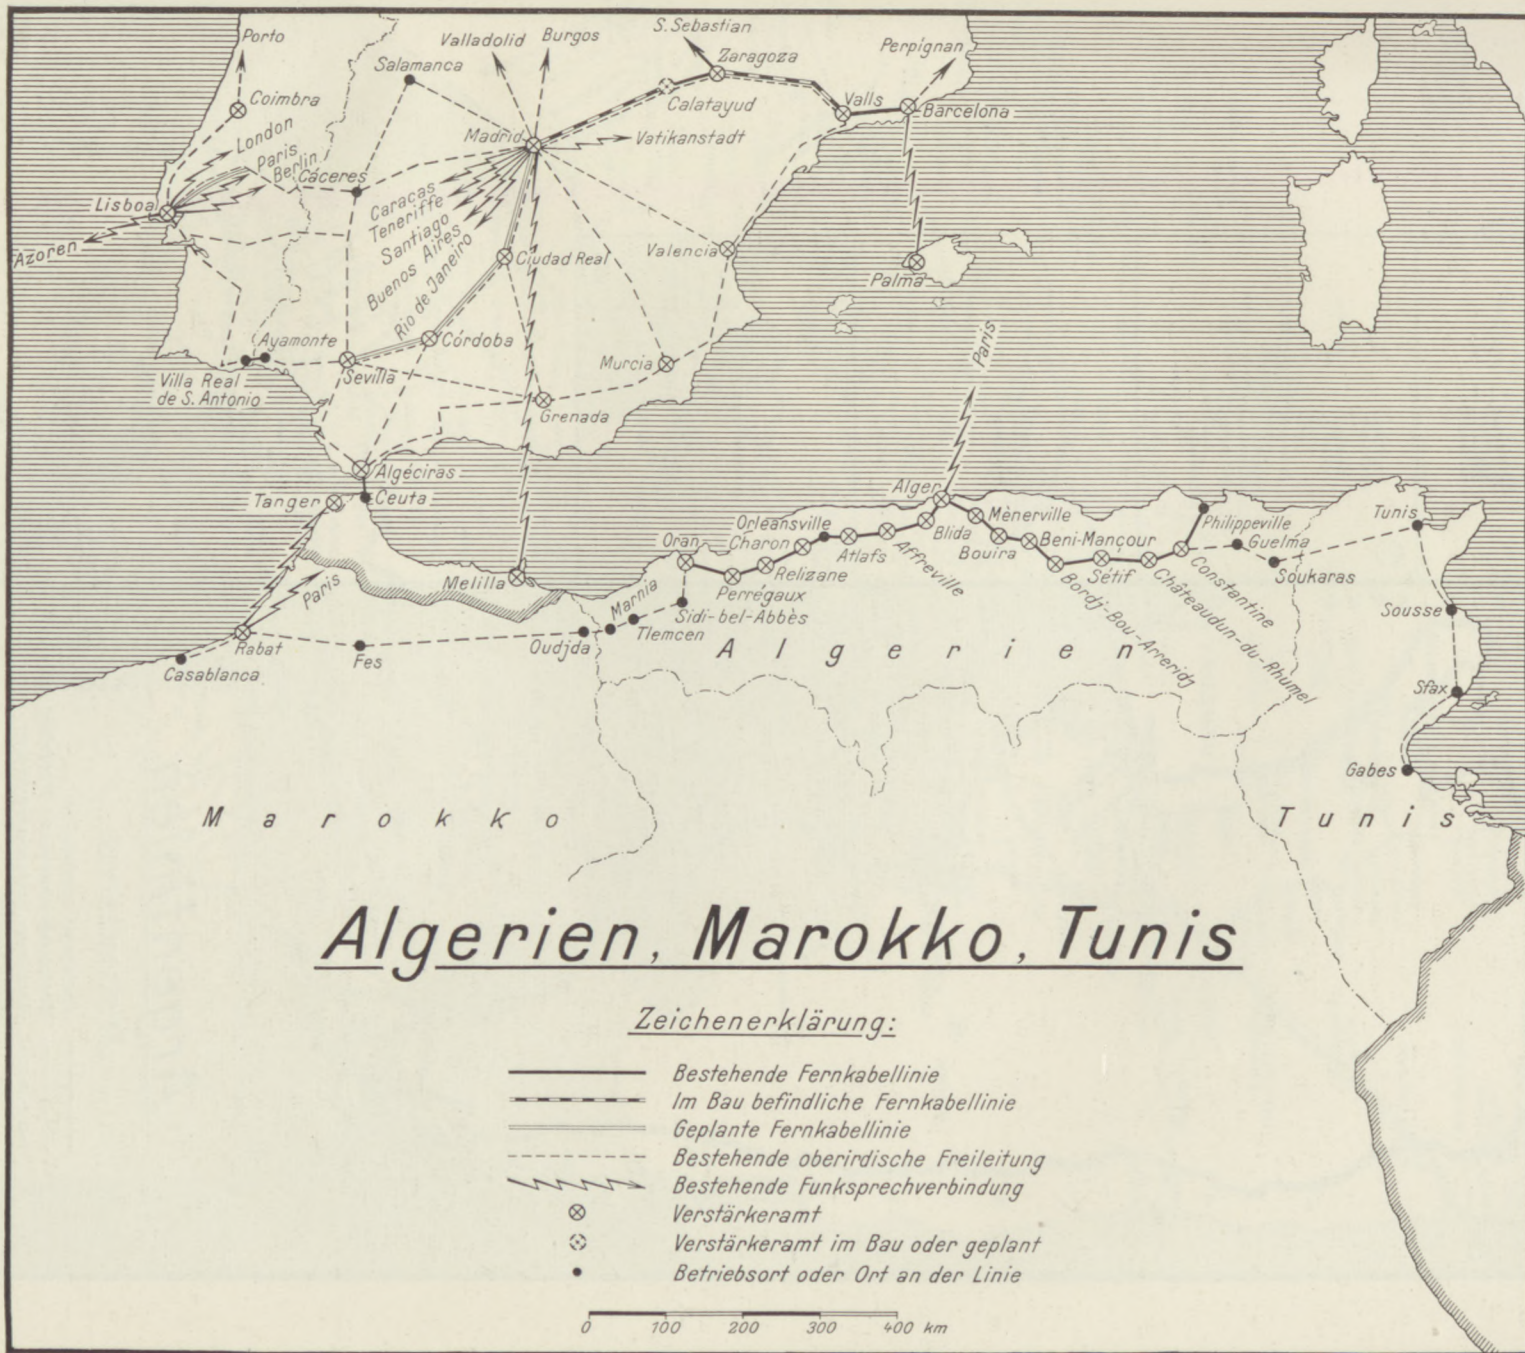 Porto
Valladolid
Burgos
S. Sebastian
Perpignan
Salamanca
Zaragoza
Coimbra
Calatayud
Valls
Barcelona
London
Madrid
Vatikanstadt
Paris
Berlin
Cáceres
Lisboa
Caracas
Teneriffe
Santiago
Buenos Aires
Rio de Janeiro
Azoren
Valencia
Ciudad Real
Palma
Ayamonte
Córdoba
Paris
Villa Real
de S. Antonio
Sevilla
Murcia
Grenada
Algéciras
Tanger
Ceuta
Alger
Orléansville
Mènerville
Philippeville
Tunis
Oran
Charon
Blida
Beni-Mançour
Guelma
Atlafs
Affreville
Bouira
Melilla
Paris
Marnia
Relizane
Sétif
Constantine
Soukaras
Perrégaux
Bordj-Bou-Arreridj
Châteaudun-du-Rhumel
Sidi-bel-Abbès
Sousse
Rabat
Fes
Oudjda
Tlemcen
Casablanca
Algerien
Sfax
Gabes
Marokko
Tunis
Algerien, Marokko, Tunis
Zeichenerklärung:
Bestehende Fernkabellinie
Im Bau befindliche Fernkabellinie
Geplante Fernkabellinie
Bestehende oberirdische Freileitung
Bestehende Funksprechverbindung
Verstärkeramt
Verstärkeramt im Bau oder geplant
Betriebsort oder Ort an der Linie
0 100 200 300 400 km